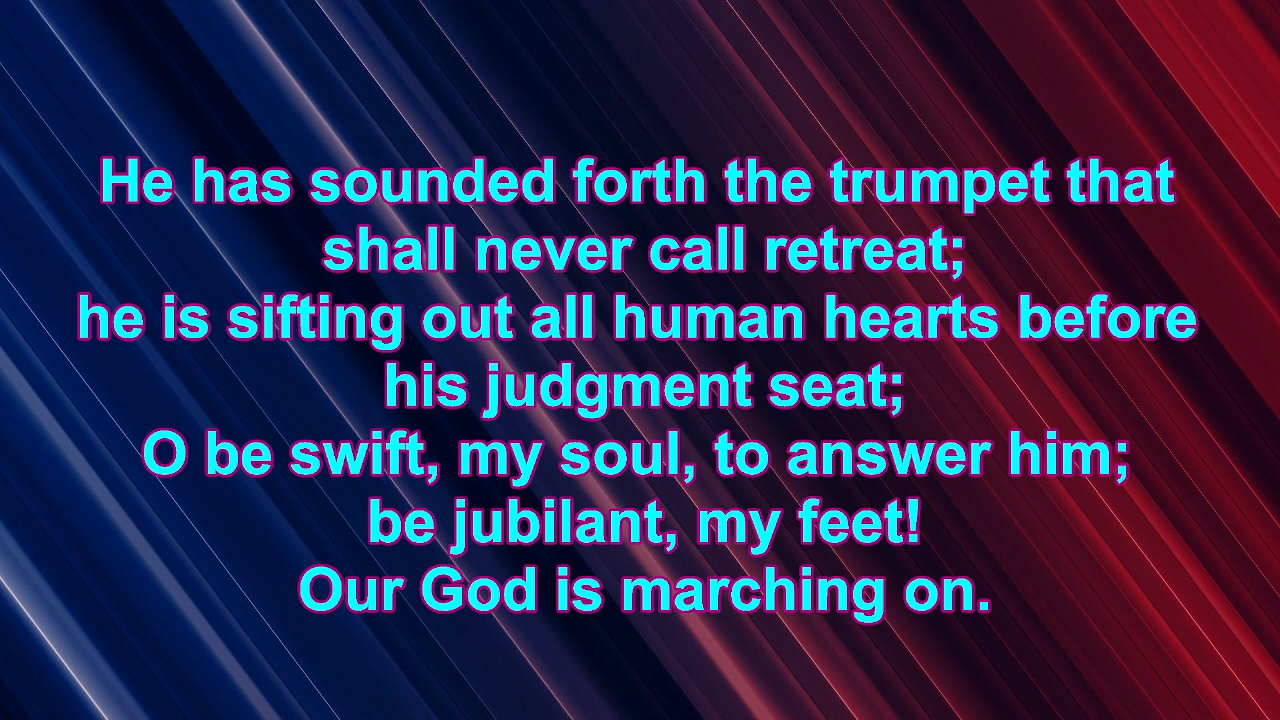 He has sounded forth the trumpet that
shall never call retreat;
he is sifting out all human hearts before
his judgment seat;
O be swift, my soul, to answer him;
be jubilant, my feet!
Our God is marching on.